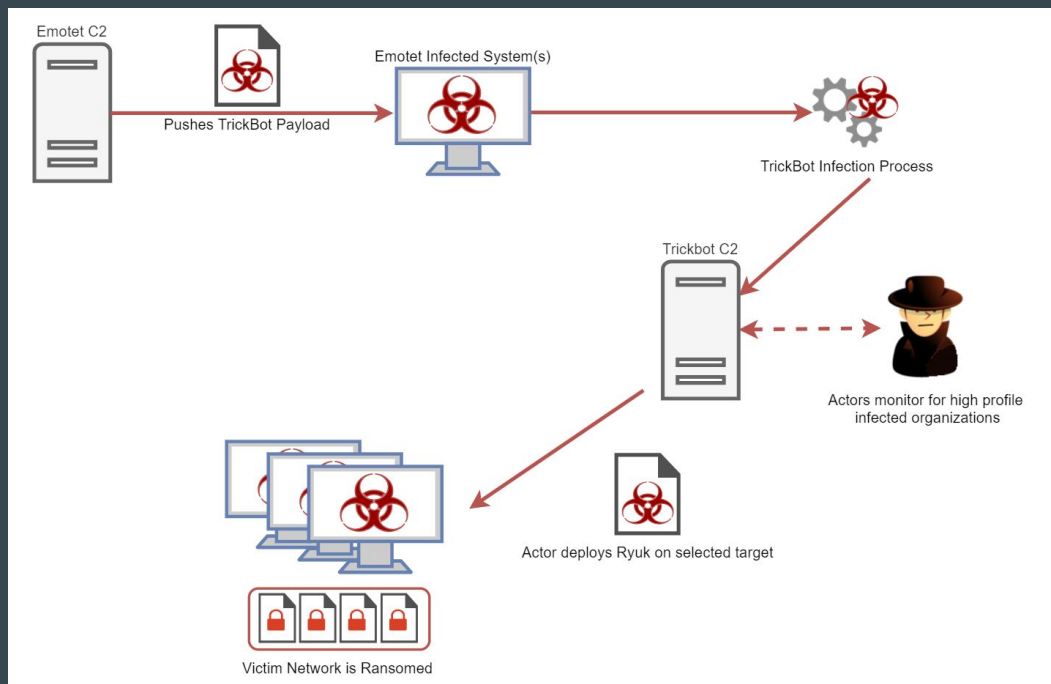 Emotet C2
Pushes TrickBot Payload
Emotet Infected System(s)
TrickBot Infection Process
Trickbot C2
Actors monitor for high profile
infected organizations
Actor deploys Ryuk on selected target
Victim Network is Ransomed